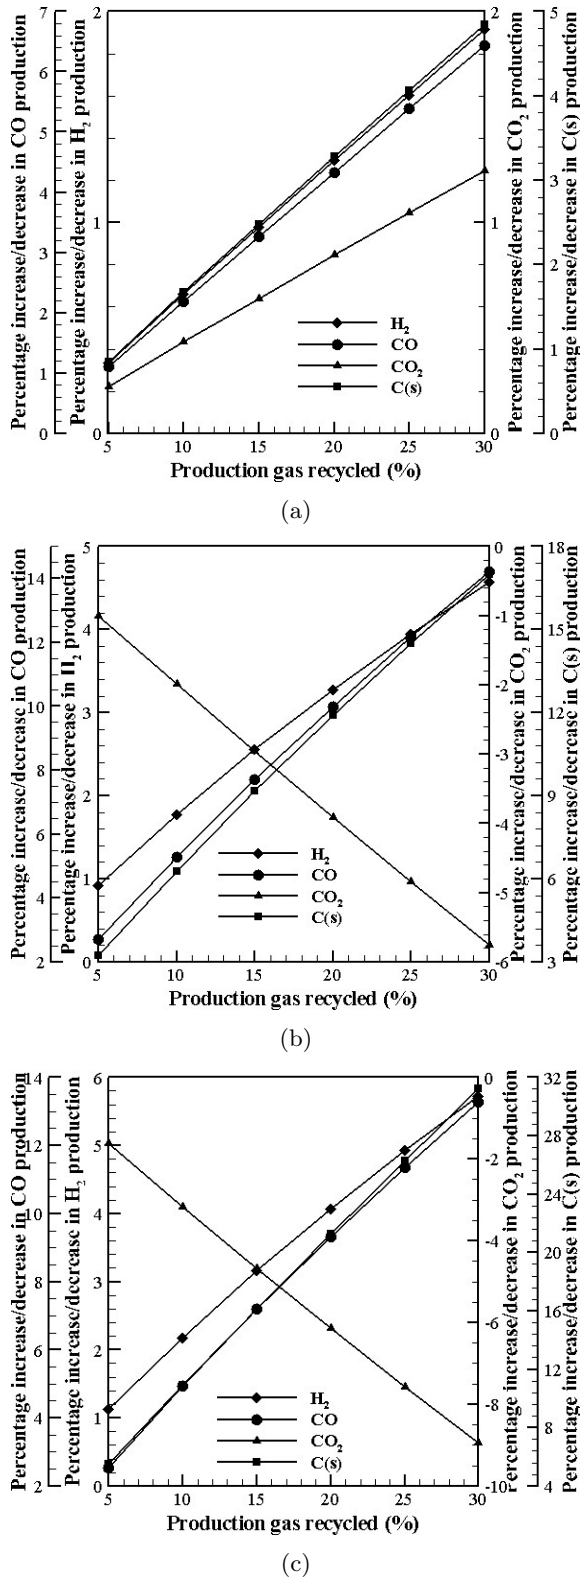 Percentage increase/decrease in CO production
Percentage increase/decrease in H2 production
Percentage increase/decrease in CO2 production
Percentage increase/decrease in C(s) production
7
6
5
4
3
2
1
0
2
1
0
2
1
0
5
4
3
2
1
0
H2
CO
CO2
C(s)
5 10 15 20 25 30
Production gas recycled (%)
(a)
Percentage increase/decrease in CO production
Percentage increase/decrease in H2 production
Percentage increase/decrease in CO2 production
Percentage increase/decrease in C(s) production
14
12
10
8
6
4
2
5
4
3
2
1
0
0
-1
-2
-3
-4
-5
-6
18
15
12
9
6
3
H2
CO
CO2
C(s)
5 10 15 20 25 30
Production gas recycled (%)
(b)
Percentage increase/decrease in CO production
Percentage increase/decrease in H2 production
Percentage increase/decrease in CO2 production
Percentage increase/decrease in C(s) production
14
12
10
8
6
4
2
6
5
4
3
2
1
0
0
-2
-4
-6
-8
-10
32
28
24
20
16
12
8
4
H2
CO
CO2
C(s)
5 10 15 20 25 30
Production gas recycled (%)
(c)